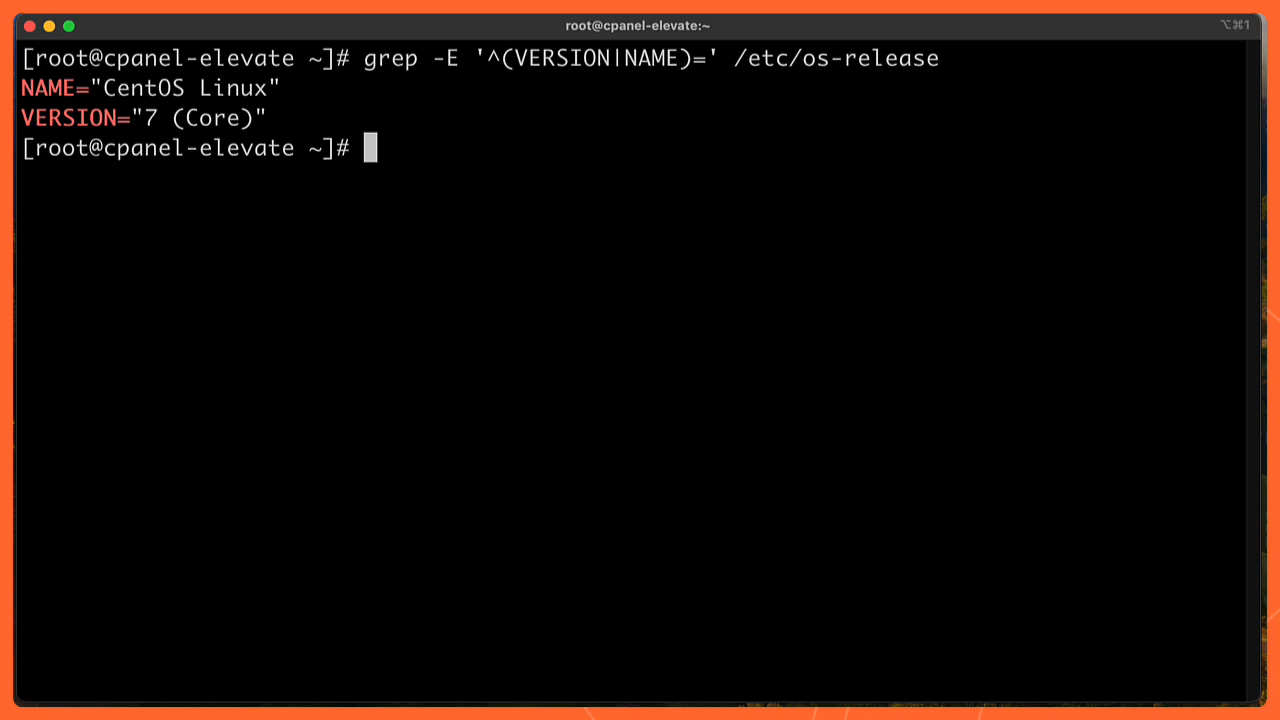 root@cpanel-elevate:~
⌥⌘1
[root@cpanel-elevate ~]# grep -E '^(VERSION|NAME)=' /etc/os-release
NAME="CentOS Linux"
VERSION="7 (Core)"
[root@cpanel-elevate ~]#